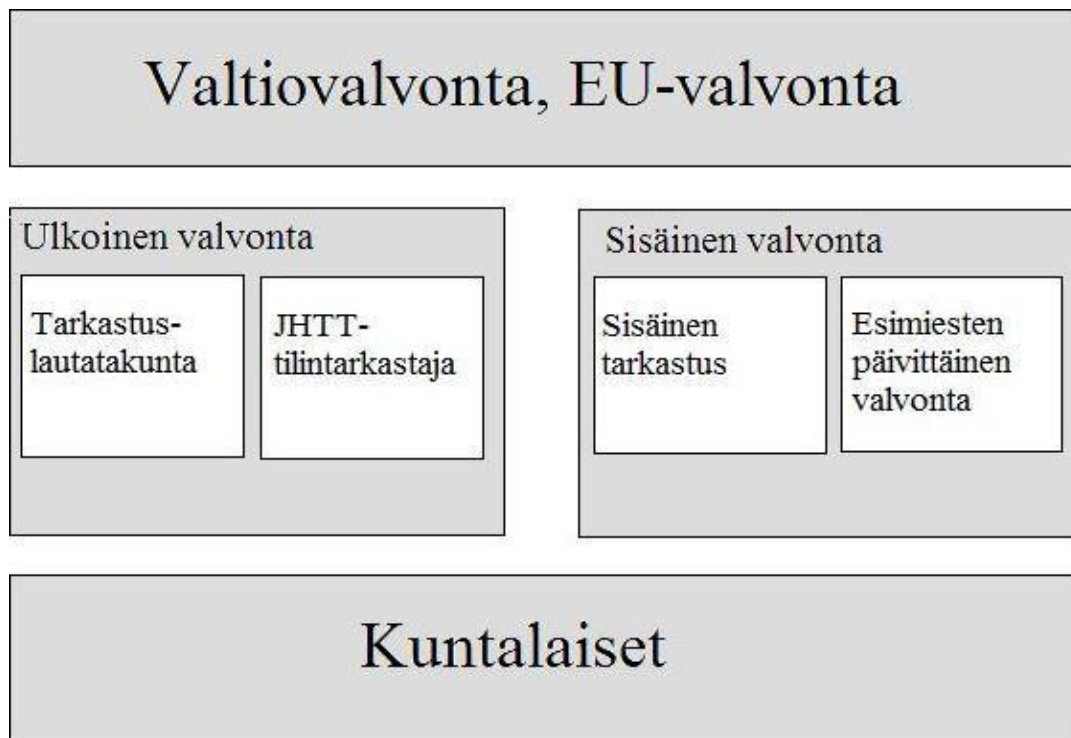 Valtiovalvonta, EU-valvonta
Ulkoinen valvonta
Tarkastus-
lautatakunta
JHTT-
tilintarkastaja
Sisäinen valvonta
Sisäinen
tarkastus
Esimiesten
päivittäinen
valvonta
Kuntalaiset